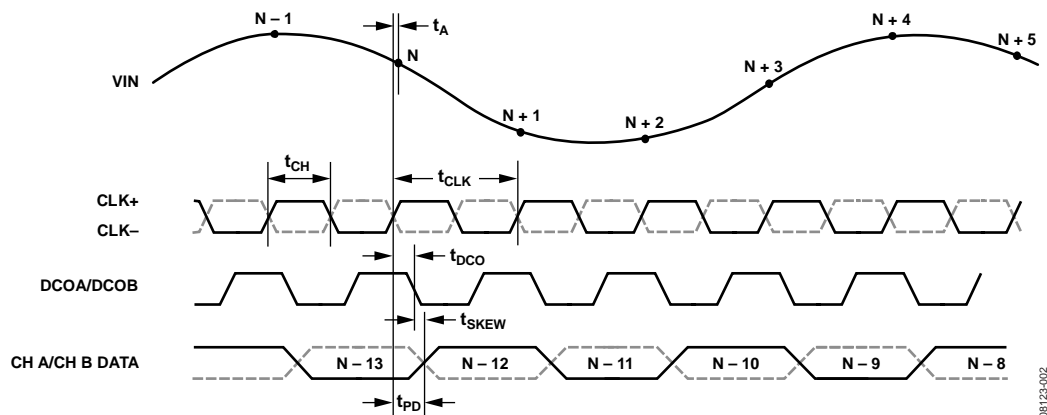 N – 1
tA
N
N + 4
N + 5
VIN
N + 3
N + 1
N + 2
tCH
tCLK
CLK+
CLK–
tDCO
DCOA/DCOB
tSKEW
CH A/CH B DATA
N – 13
N – 12
N – 11
N – 10
N – 9
N – 8
tPD
08123-002